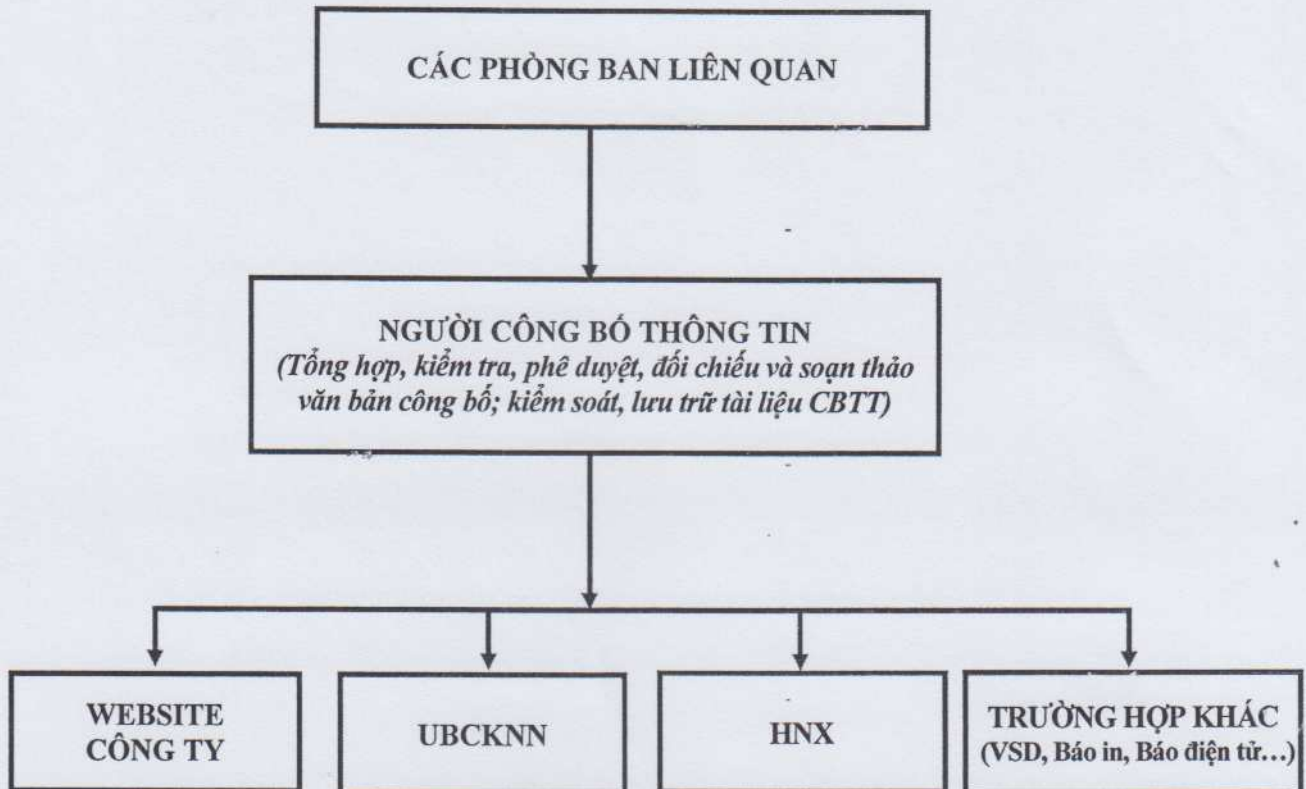 CÁC PHÒNG BAN LIÊN QUAN
NGƯỜI CÔNG BỐ THÔNG TIN
(Tổng hợp, kiểm tra, phê duyệt, đối chiếu và soạn thảo
văn bản công bố; kiểm soát, lưu trữ tài liệu CBTT)
WEBSITE
CÔNG TY
UBCKNN
HNX
TRƯỜNG HỢP KHÁC
(VSD, Báo in, Báo điện tử...)